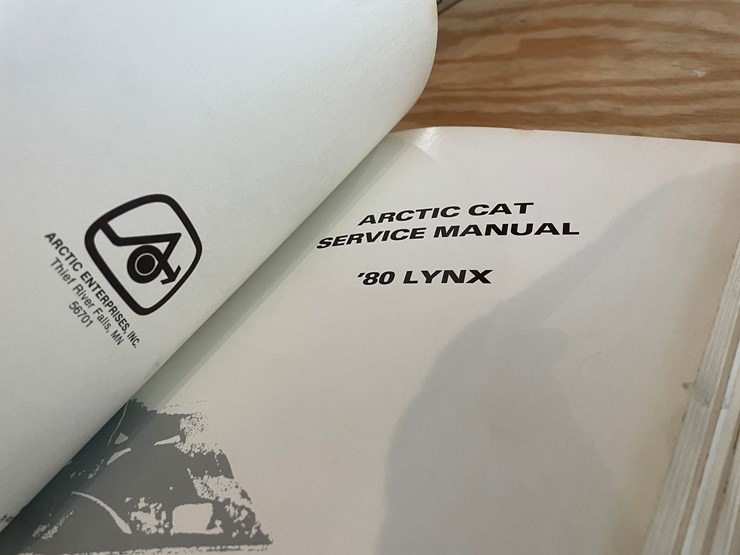 ARCTIC ENTERPRISES, INC.
Thief River Falls, MN
56701
ARCTIC CAT
SERVICE MANUAL
'80 LYNX